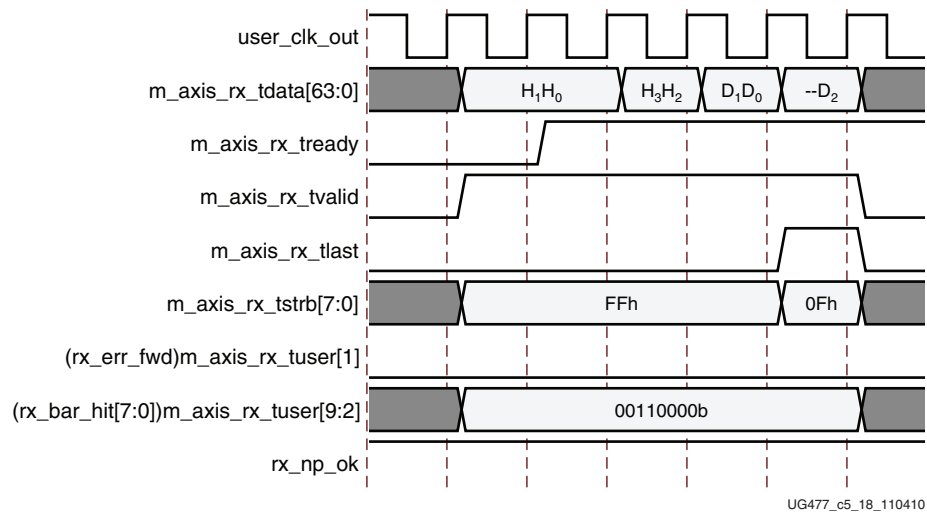 user_clk_out
m_axis_rx_tdata[63:0] H₁H₀ H₃H₂ D₁D₀ --D₂
m_axis_rx_tready
m_axis_rx_tvalid
m_axis_rx_tlast
m_axis_rx_tstrb[7:0] FFh 0Fh
(rx_err_fwd)m_axis_rx_tuser[1]
(rx_bar_hit[7:0])m_axis_rx_tuser[9:2] 00110000b
rx_np_ok
UG477_c5_18_110410